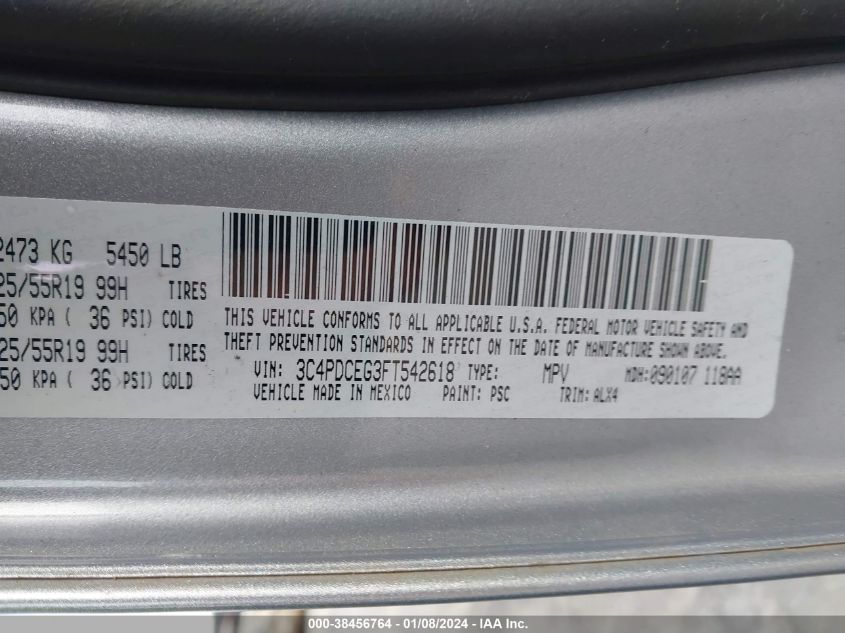 2473 KG 5450 LB
25/55R19 99H TIRES
50 KPA ( 36 PSI) COLD
25/55R19 99H TIRES
50 KPA ( 36 PSI) COLD
THIS VEHICLE CONFORMS TO ALL APPLICABLE U.S.A. FEDERAL MOTOR VEHICLE SAFETY AND
THEFT PREVENTION STANDARDS IN EFFECT ON THE DATE OF MANUFACTURE SHOWN ABOVE.
VIN: 3C4PDCEG3FT542618 TYPE: MPV MDH:090107 118AA
VEHICLE MADE IN MEXICO PAINT: PSC TRIM: ALX4
000-38456764 - 01/08/2024 - IAA Inc.